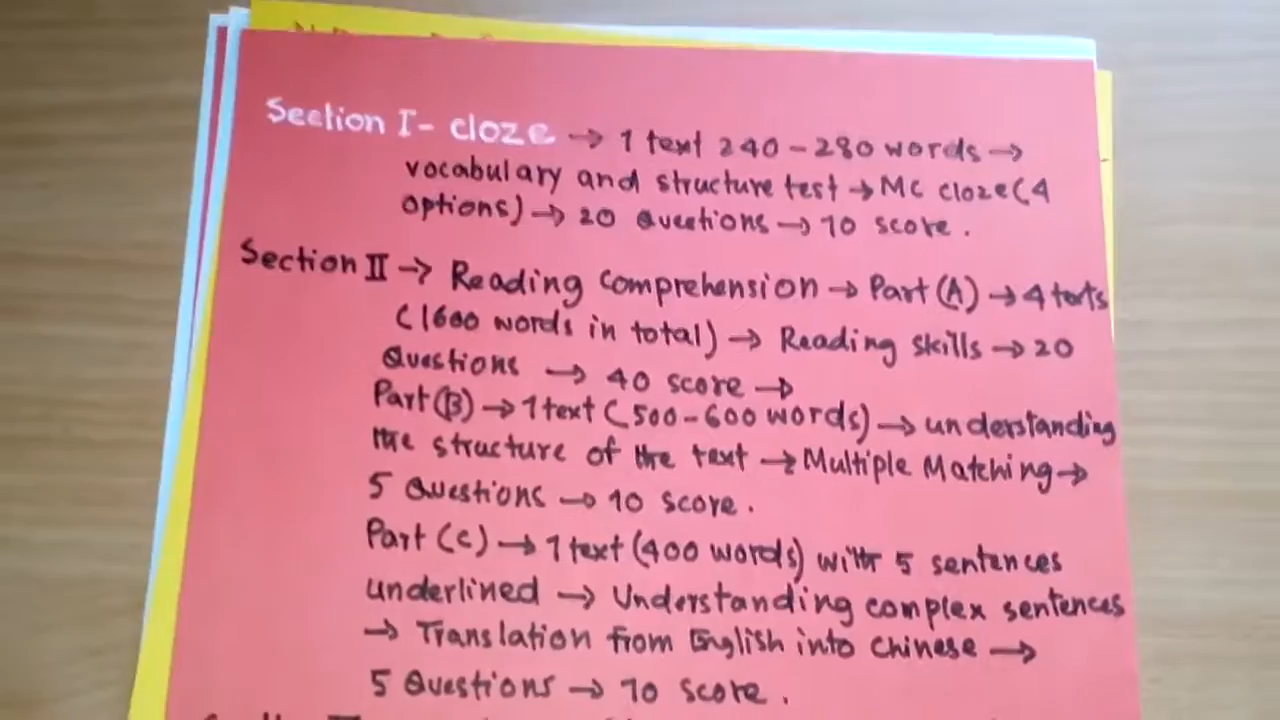 Section I - cloze → 1 text 240 - 280 words →
vocabulary and structure test → MC cloze (4
options) → 20 Questions → 10 score.
Section II → Reading comprehension → Part (A) → 4 texts
(1600 words in total) → Reading skills → 20
Questions → 40 score →
Part (B) → 1 text (500 - 600 words) → understanding
the structure of the text → Multiple Matching →
5 Questions → 10 score.
Part (c) → 1 text (400 words) with 5 sentences
underlined → Understanding complex sentences
→ Translation from English into chinese →
5 Questions → 10 score.